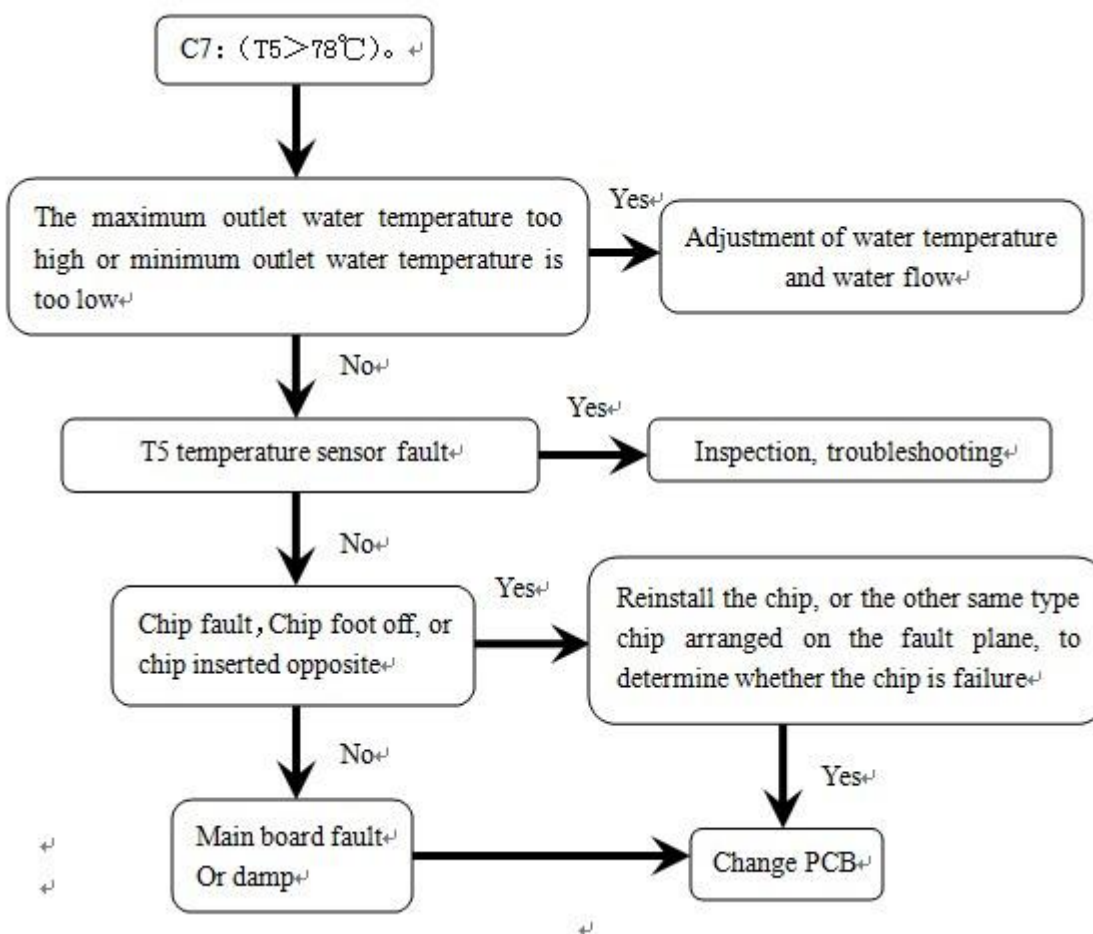 C7：（T5＞78℃）。
Yes
The maximum outlet water temperature too
high or minimum outlet water temperature is
too low
Adjustment of water temperature
and water flow
No
Yes
T5 temperature sensor fault
Inspection, troubleshooting
No
Yes
Chip fault，Chip foot off, or
chip inserted opposite
Reinstall the chip, or the other same type
chip arranged on the fault plane, to
determine whether the chip is failure
No
Yes
Main board fault
Or damp
Change PCB